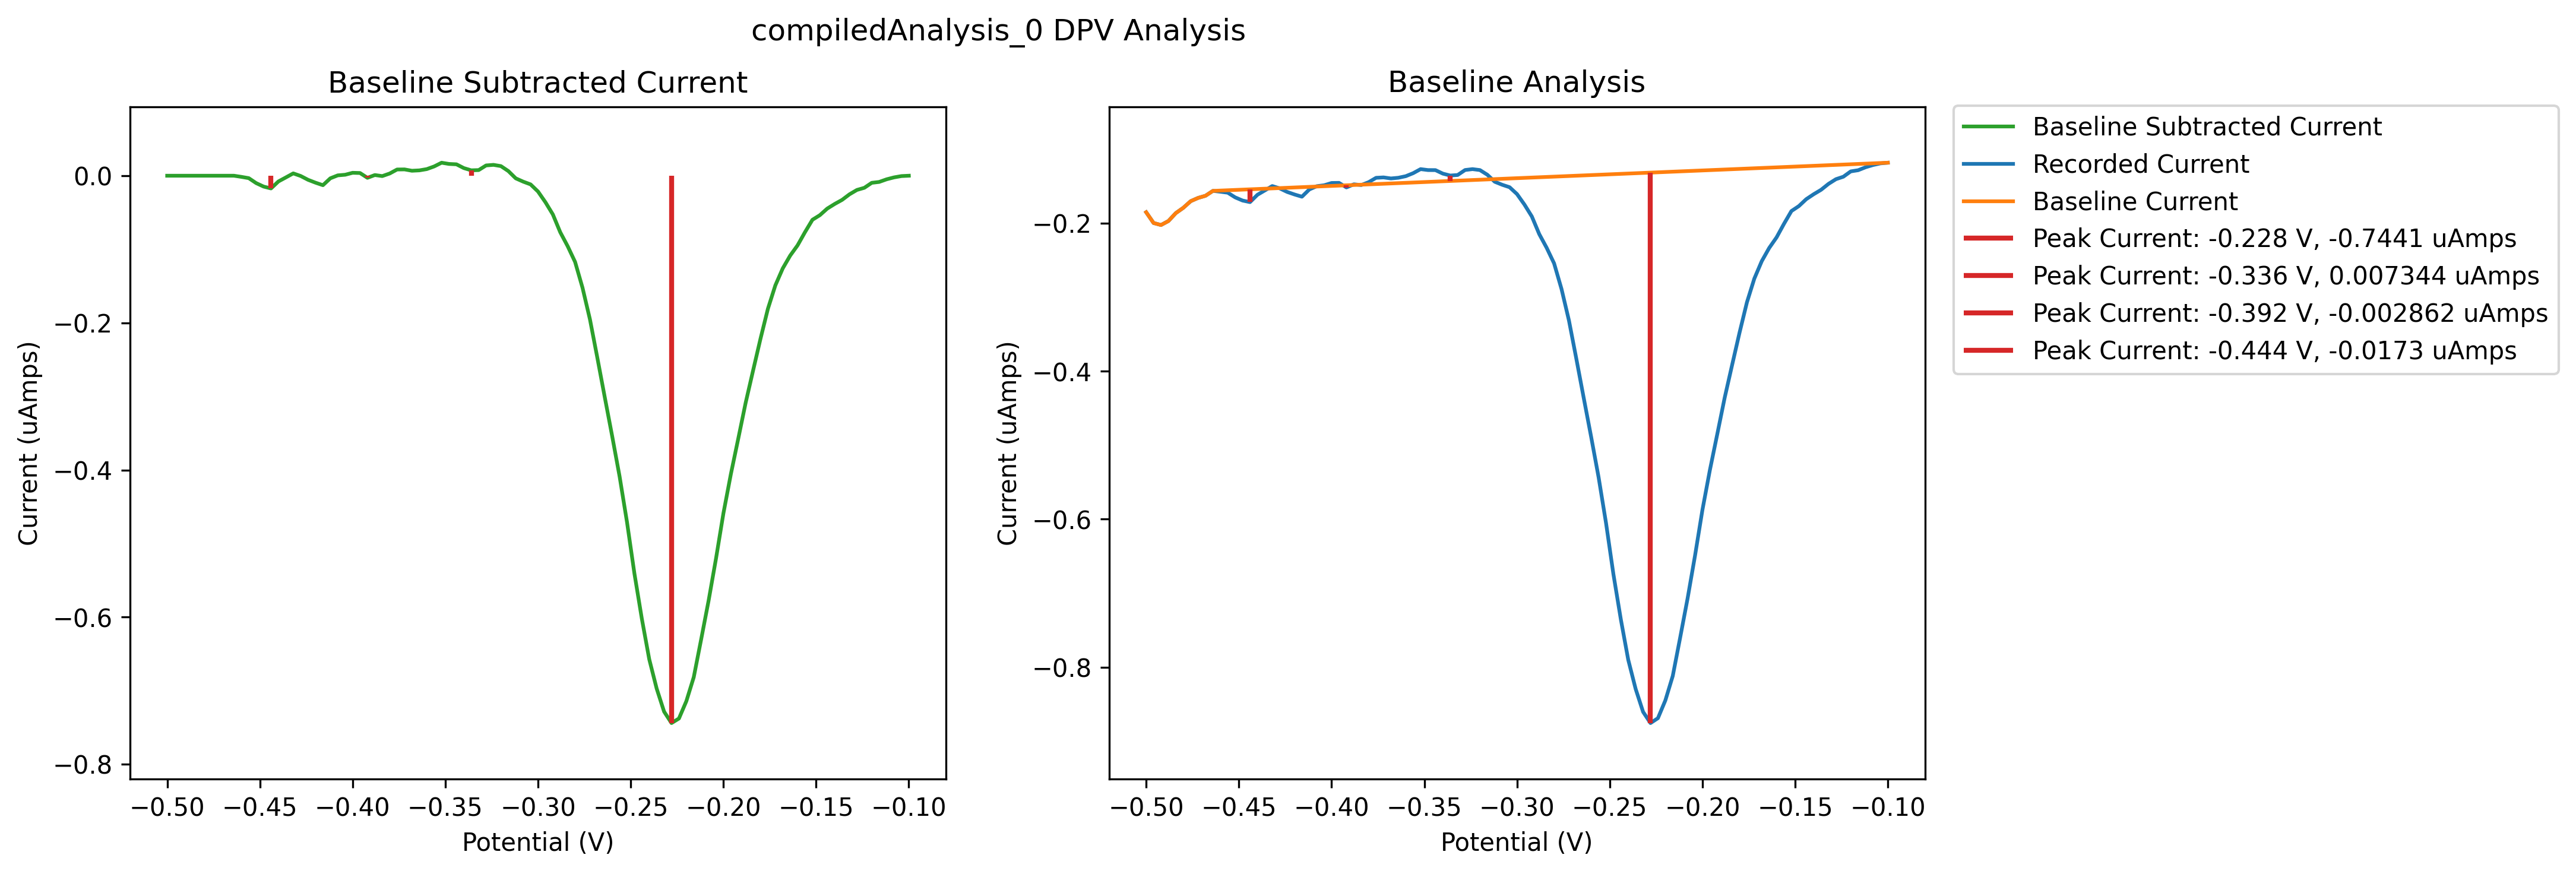 compiledAnalysis_0 DPV Analysis
Baseline Subtracted Current
0.0
−0.2
−0.4
−0.6
−0.8
Current (uAmps)
−0.50 −0.45 −0.40 −0.35 −0.30 −0.25 −0.20 −0.15 −0.10
Potential (V)
Baseline Analysis
−0.2
−0.4
−0.6
−0.8
Current (uAmps)
−0.50 −0.45 −0.40 −0.35 −0.30 −0.25 −0.20 −0.15 −0.10
Potential (V)
Baseline Subtracted Current
Recorded Current
Baseline Current
Peak Current: -0.228 V, -0.7441 uAmps
Peak Current: -0.336 V, 0.007344 uAmps
Peak Current: -0.392 V, -0.002862 uAmps
Peak Current: -0.444 V, -0.0173 uAmps